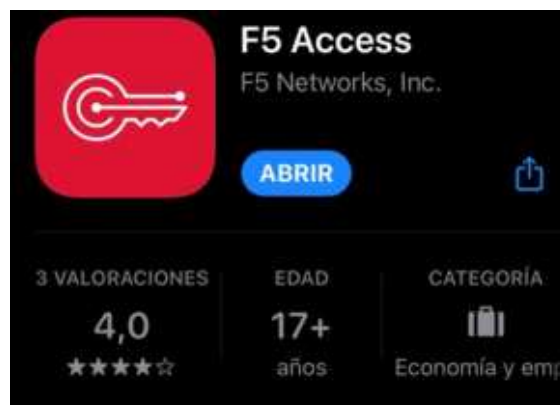 F5 Access
F5 Networks, Inc.
ABRIR
3 VALORACIONES
EDAD
CATEGORÍA
4,0
17+
años
Economía y emp